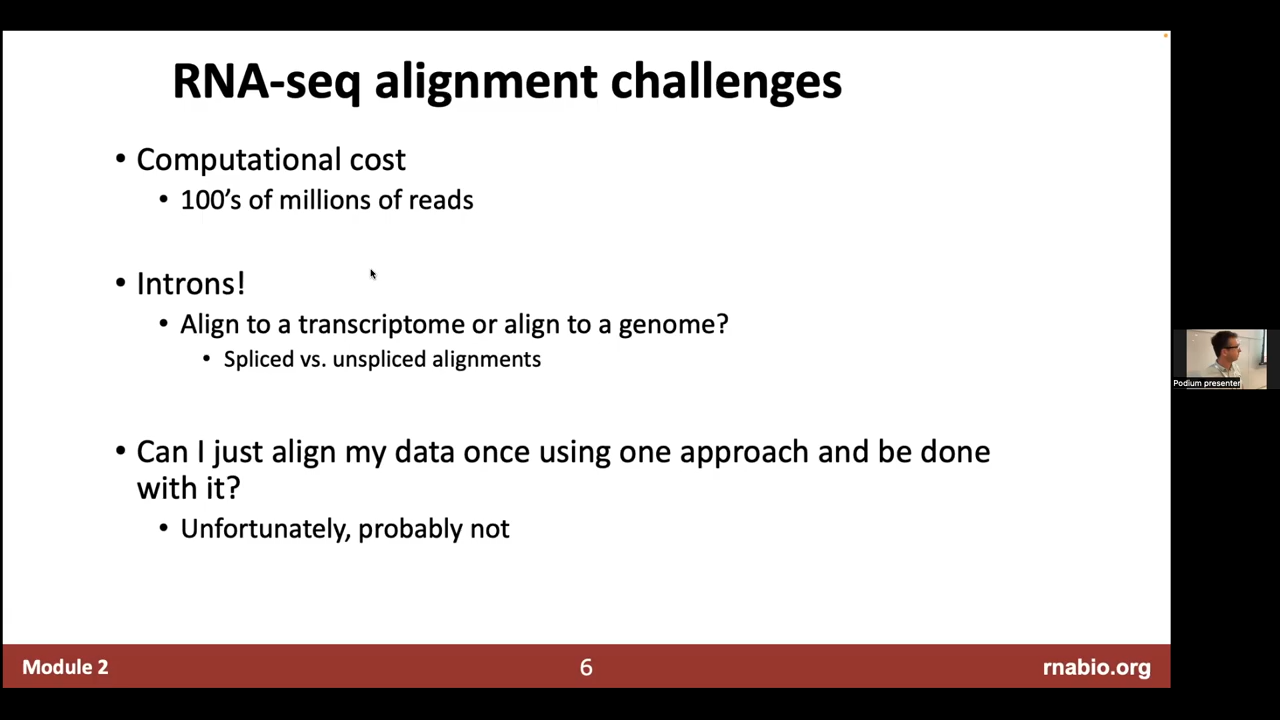 RNA-seq alignment challenges
• Computational cost
• 100’s of millions of reads
• Introns!
• Align to a transcriptome or align to a genome?
• Spliced vs. unspliced alignments
• Can I just align my data once using one approach and be done
with it?
• Unfortunately, probably not
Podium presenter
Module 2
6
rnabio.org